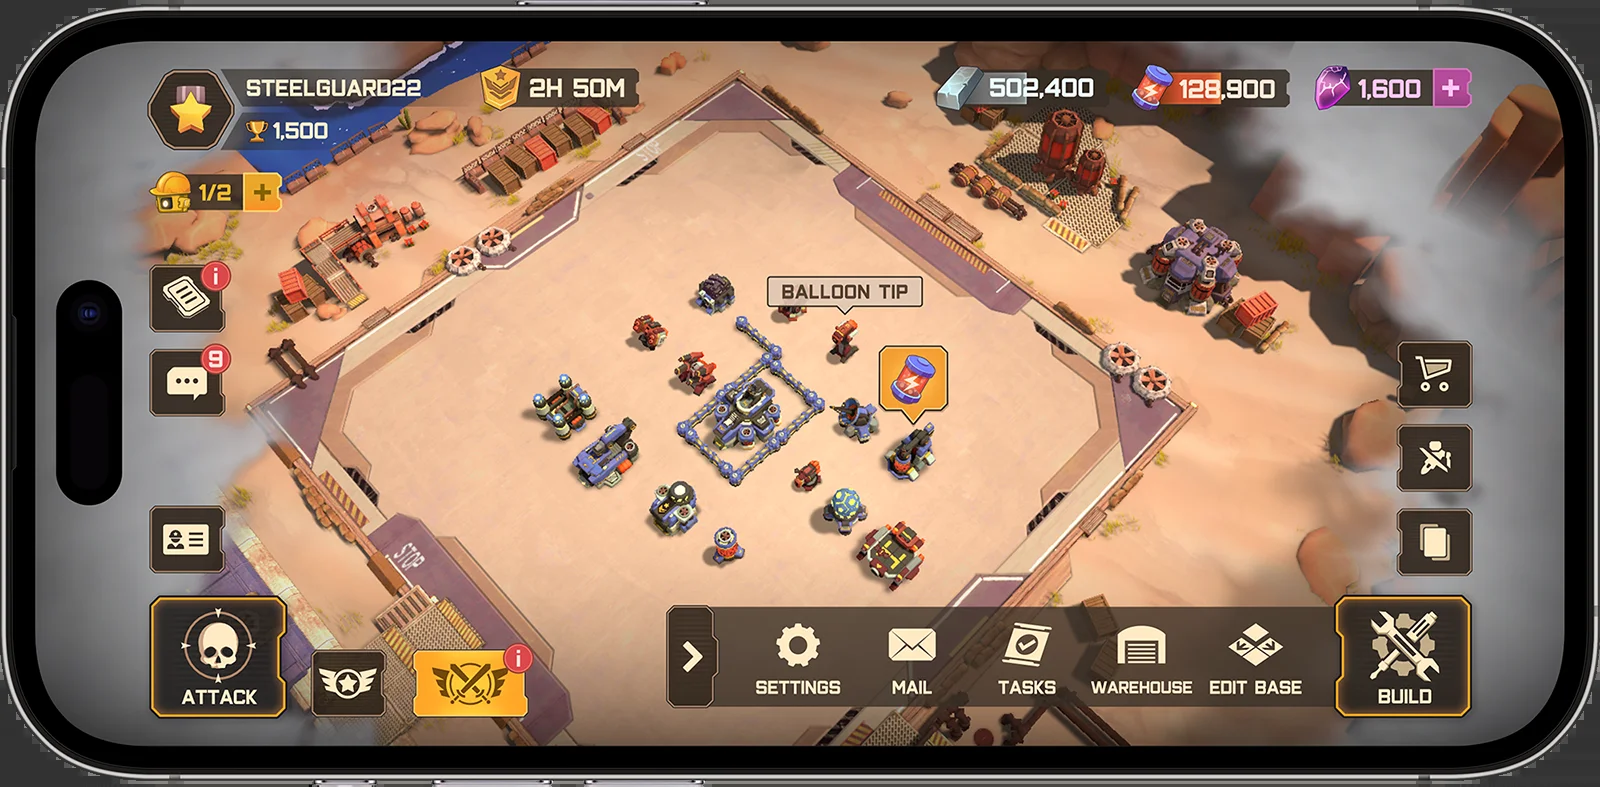 STEELGUARD22
2H 50M
502,400
128,900
1,600
+
1,500
1/2 +
i
9
STOP
BALLOON TIP
STOP
ATTACK
i
SETTINGS
MAIL
TASKS
WAREHOUSE
EDIT BASE
BUILD